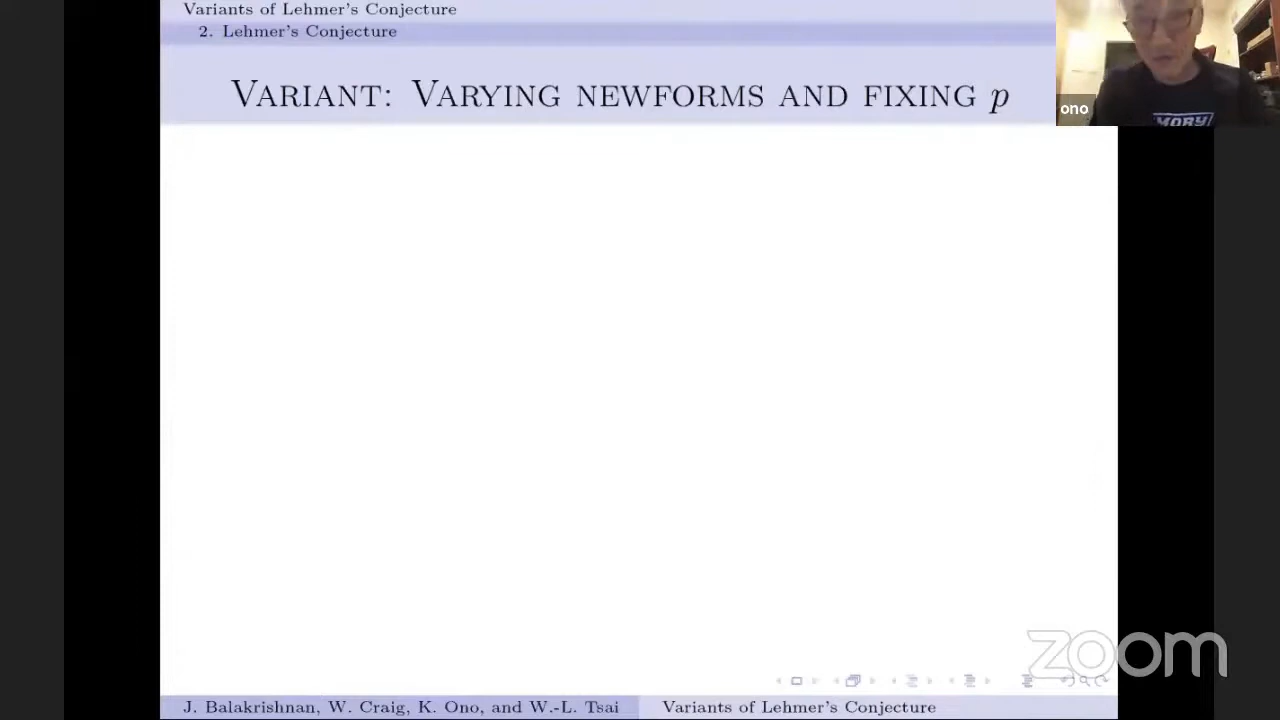 Variants of Lehmer's Conjecture
2. Lehmer's Conjecture
VARIANT: VARYING NEWFORMS AND FIXING p
ono
MOBY
zoom
J. Balakrishnan, W. Craig, K. Ono, and W.-L. Tsai
Variants of Lehmer's Conjecture